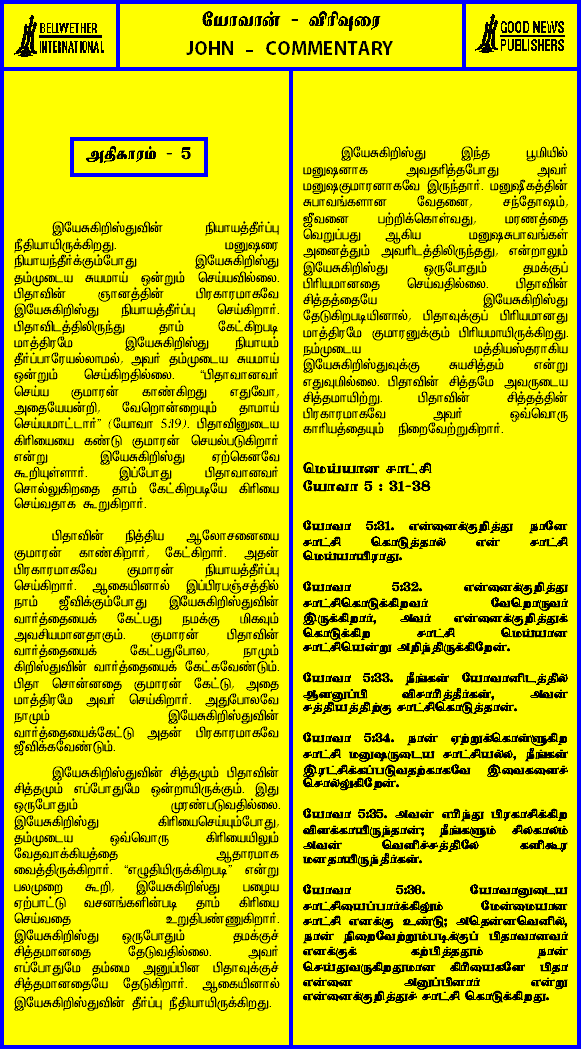 BELWETHER
INTERNATIONAL
யோவான் - விரிவுரை
JOHN - COMMENTARY
GOOD NEWS
PUBLISHERS
அதிகாரம் - 5
இயேசுகிறிஸ்துவின் நியாயத்தீர்ப்பு
நீதியாயிருக்கிறது. மனுஷரை
நியாயந்தீர்க்கும்போது இயேசுகிறிஸ்து
தம்முடைய சுயமாய் ஒன்றும் செய்யவில்லை.
பிதாவின் ஞானத்தின் பிரகாரமாகவே
இயேசுகிறிஸ்து நியாயத்தீர்ப்பு செய்கிறார்.
பிதாவிடத்திலிருந்து தாம் கேட்கிறபடி
மாத்திரமே இயேசுகிறிஸ்து நியாயம்
தீர்ப்பாரேயல்லாமல், அவர் தம்முடைய சுயமாய்
ஒன்றும் செய்கிறதில்லை. “பிதாவானவர்
செய்ய குமாரன் காண்கிறது எதுவோ,
அதையேயன்றி, வேறொன்றையும் தாமாய்
செய்யமாட்டார்” (யோவா 5:19). பிதாவினுடைய
கிரியையை கண்டு குமாரன் செயல்படுகிறார்
என்று இயேசுகிறிஸ்து ஏற்கெனவே
கூறியுள்ளார். இப்போது பிதாவானவர்
சொல்லுகிறதை தாம் கேட்கிறபடியே கிரியை
செய்வதாக கூறுகிறார்.
பிதாவின் நித்திய ஆலோசனையை
குமாரன் காண்கிறார், கேட்கிறார். அதன்
பிரகாரமாகவே குமாரன் நியாயத்தீர்ப்பு
செய்கிறார். ஆகையினால் இப்பிரபஞ்சத்தில்
நாம் ஜீவிக்கும்போது இயேசுகிறிஸ்துவின்
வார்த்தையைக் கேட்பது நமக்கு மிகவும்
அவசியமானதாகும். குமாரன் பிதாவின்
வார்த்தையைக் கேட்பதுபோல, நாமும்
கிறிஸ்துவின் வார்த்தையைக் கேட்கவேண்டும்.
பிதா சொன்னதை குமாரன் கேட்டு, அதை
மாத்திரமே அவர் செய்கிறார். அதுபோலவே
நாமும் இயேசுகிறிஸ்துவின்
வார்த்தையைக்கேட்டு அதன் பிரகாரமாகவே
ஜீவிக்கவேண்டும்.
இயேசுகிறிஸ்துவின் சித்தமும் பிதாவின்
சித்தமும் எப்போதுமே ஒன்றாயிருக்கும். இது
ஒருபோதும் முரண்படுவதில்லை.
இயேசுகிறிஸ்து கிரியைசெய்யும்போது,
தம்முடைய ஒவ்வொரு கிரியையிலும்
வேதவாக்கியத்தை ஆதாரமாக
வைத்திருக்கிறார். “எழுதியிருக்கிறபடி” என்று
பலமுறை கூறி, இயேசுகிறிஸ்து பழைய
ஏற்பாட்டு வசனங்களின்படி தாம் கிரியை
செய்வதை உறுதிபண்ணுகிறார்.
இயேசுகிறிஸ்து ஒருபோதும் தமக்குச்
சித்தமானதை தேடுவதில்லை. அவர்
எப்போதுமே தம்மை அனுப்பின பிதாவுக்குச்
சித்தமானதையே தேடுகிறார். ஆகையினால்
இயேசுகிறிஸ்துவின் தீர்ப்பு நீதியாயிருக்கிறது.
இயேசுகிறிஸ்து இந்த பூமியில்
மனுஷனாக அவதரித்தபோது அவர்
மனுஷகுமாரனாகவே இருந்தார். மனுஷீகத்தின்
சுபாவங்களான வேதனை, சந்தோஷம்,
ஜீவனை பற்றிக்கொள்வது, மரணத்தை
வெறுப்பது ஆகிய மனுஷசுபாவங்கள்
அனைத்தும் அவரிடத்திலிருந்தது, என்றாலும்
இயேசுகிறிஸ்து ஒருபோதும் தமக்குப்
பிரியமானதை செய்வதில்லை. பிதாவின்
சித்தத்தையே இயேசுகிறிஸ்து
தேடுகிறபடியினால், பிதாவுக்குப் பிரியமானது
மாத்திரமே குமாரனுக்கும் பிரியமாயிருக்கிறது.
நம்முடைய மத்தியஸ்தராகிய
இயேசுகிறிஸ்துவுக்கு சுயசித்தம் என்று
எதுவுமில்லை. பிதாவின் சித்தமே அவருடைய
சித்தமாயிற்று. பிதாவின் சித்தத்தின்
பிரகாரமாகவே அவர் ஒவ்வொரு
காரியத்தையும் நிறைவேற்றுகிறார்.
மெய்யான சாட்சி
யோவா 5 : 31-38
யோவா 5:31. என்னைக்குறித்து நானே
சாட்சி கொடுத்தால் என் சாட்சி
மெய்யாயிராது.
யோவா 5:32. என்னைக்குறித்து
சாட்சிகொடுக்கிறவர் வேறொருவர்
இருக்கிறார், அவர் என்னைக்குறித்துக்
கொடுக்கிற சாட்சி மெய்யான
சாட்சியென்று அறிந்திருக்கிறேன்.
யோவா 5:33. நீங்கள் யோவானிடத்தில்
ஆளனுப்பி விசாரித்தீர்கள், அவன்
சத்தியத்திற்கு சாட்சிகொடுத்தான்.
யோவா 5:34. நான் ஏற்றுக்கொள்ளுகிற
சாட்சி மனுஷருடைய சாட்சியல்ல, நீங்கள்
இரட்சிக்கப்படுவதற்காகவே இவைகளைச்
சொல்லுகிறேன்.
யோவா 5:35. அவன் எரிந்து பிரகாசிக்கிற
விளக்காயிருந்தான்; நீங்களும் சிலகாலம்
அவன் வெளிச்சத்திலே களிகூர
மனதாயிருந்தீர்கள்.
யோவா 5:36. யோவானுடைய
சாட்சியைப்பார்க்கிலும் மேன்மையான
சாட்சி எனக்கு உண்டு; அதென்னவெனில்,
நான் நிறைவேற்றும்படிக்குப் பிதாவானவர்
எனக்குக் கற்பித்ததும் நான்
செய்துவருகிறதுமான கிரியைகளே பிதா
என்னை அனுப்பினார் என்று
என்னைக்குறித்துச் சாட்சி கொடுக்கிறது.